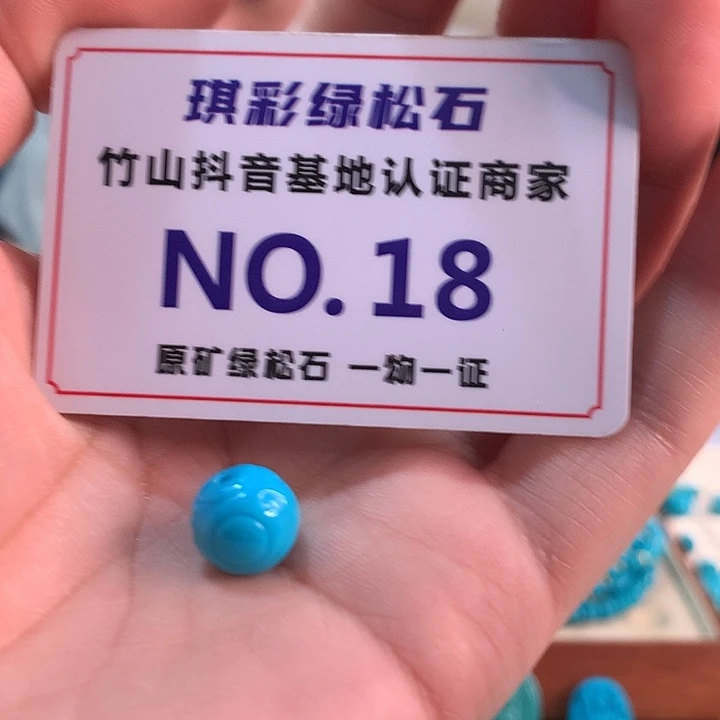 琪彩绿松石
竹山抖音基地认证商家
NO.18
原矿绿松石 一物一证